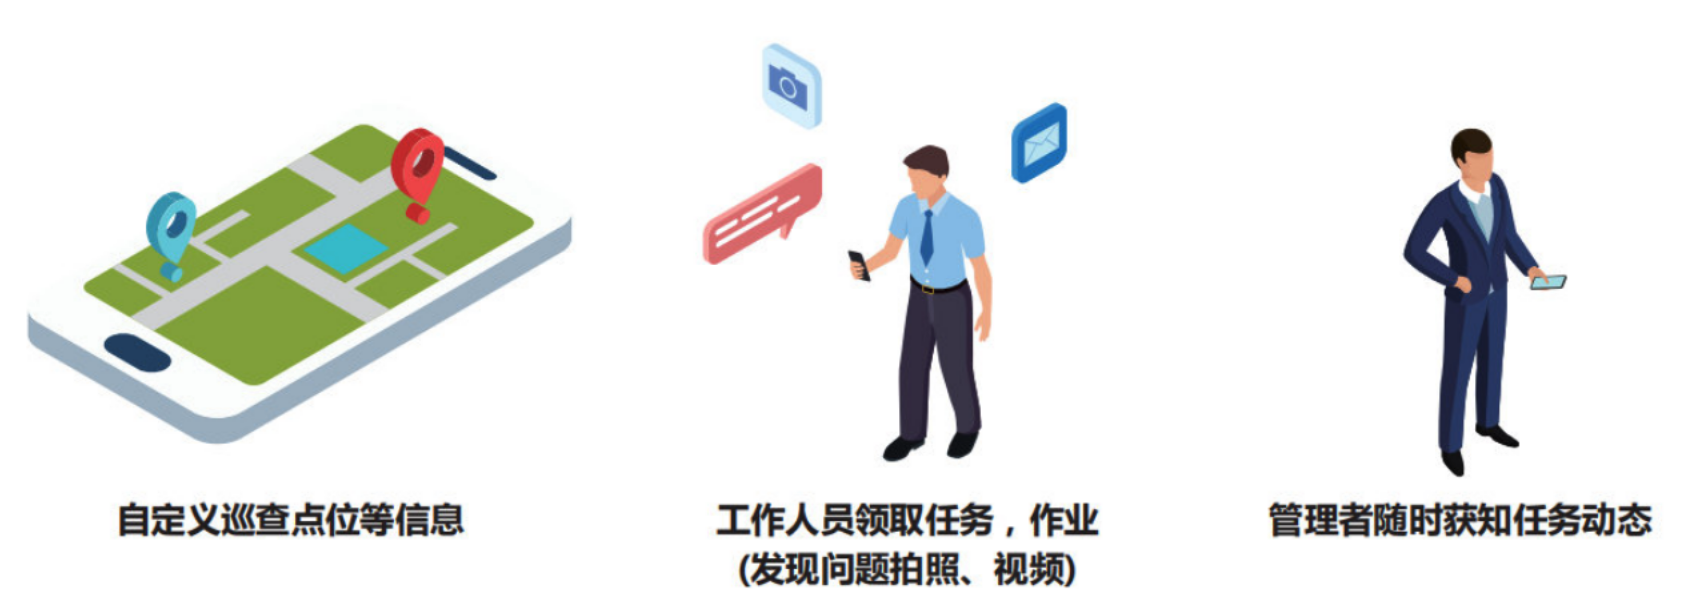 自定义巡查点位等信息
工作人员领取任务，作业
(发现问题拍照、视频)
管理者随时获知任务动态